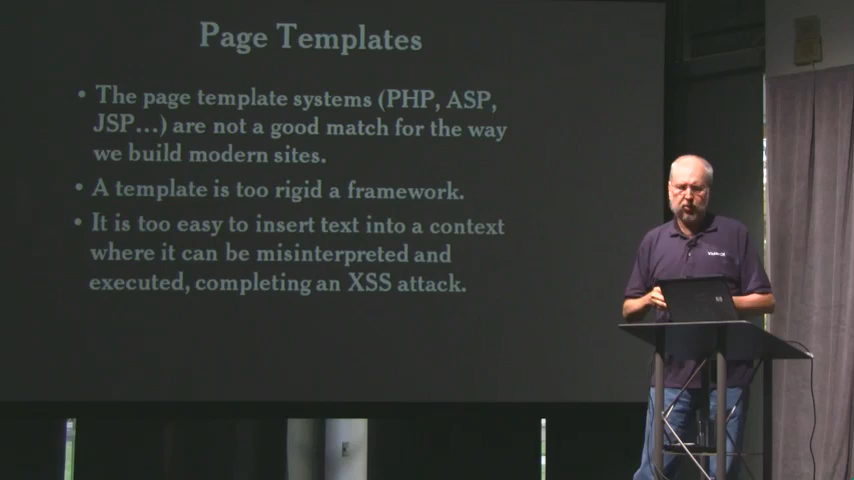 Page Templates
• The page template systems (PHP, ASP,
JSP...) are not a good match for the way
we build modern sites.
• A template is too rigid a framework.
• It is too easy to insert text into a context
where it can be misinterpreted and
executed, completing an XSS attack.
YAHOO!
hp